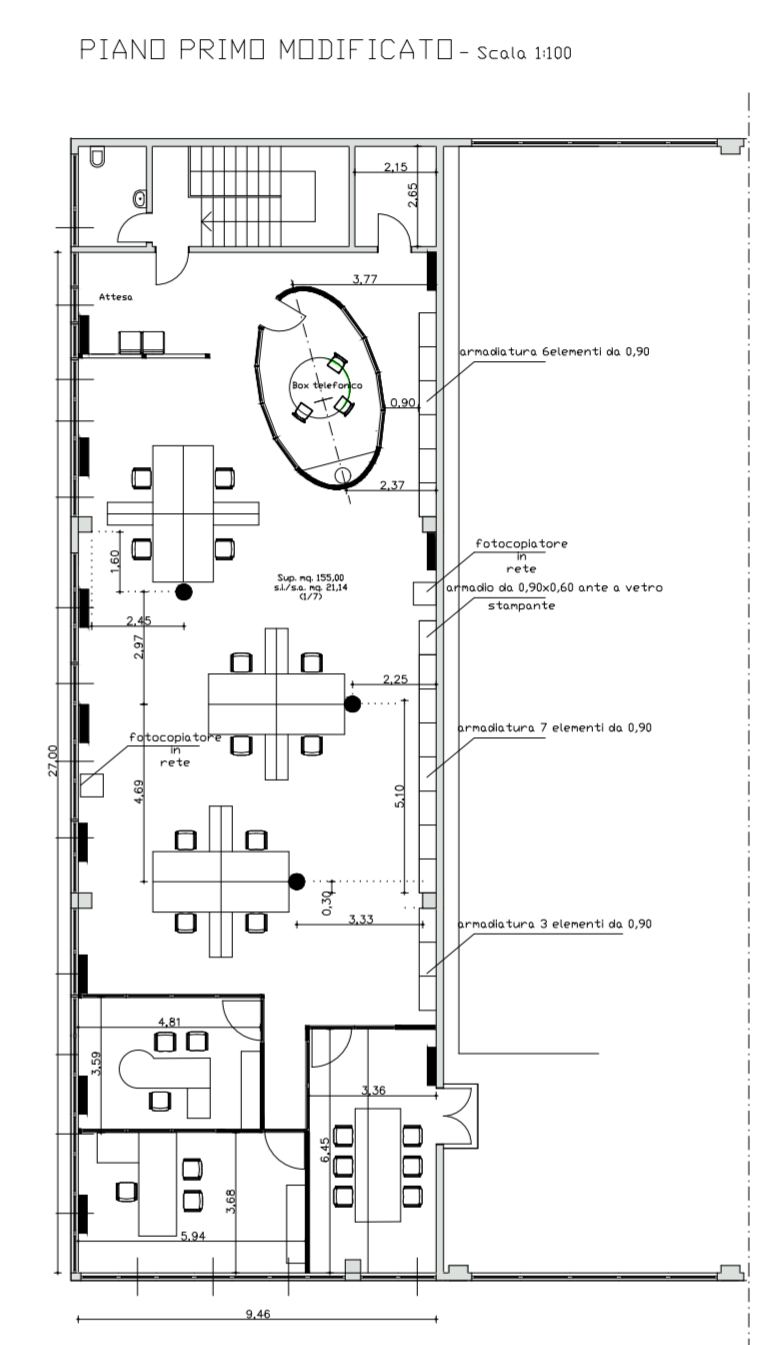 PIANO PRIMO MODIFICATO - Scala 1:100
2,15
2,65
3,77
Attesa
armadiatura 6elementi da 0,90
Box telefonico
0,90
2,37
fotocopiatore
in
rete
1,60
Sup. mq. 155,00
s.i./s.a. mq. 21,14
(1/7)
armadio da 0,90x0,60 ante a vetro
stampante
2,45
2,97
2,25
armadiatura 7 elementi da 0,90
fotocopiatore
in
rete
27,00
4,69
5,10
0,30
3,33
armadiatura 3 elementi da 0,90
4,81
3,59
3,36
6,45
3,68
5,94
9,46